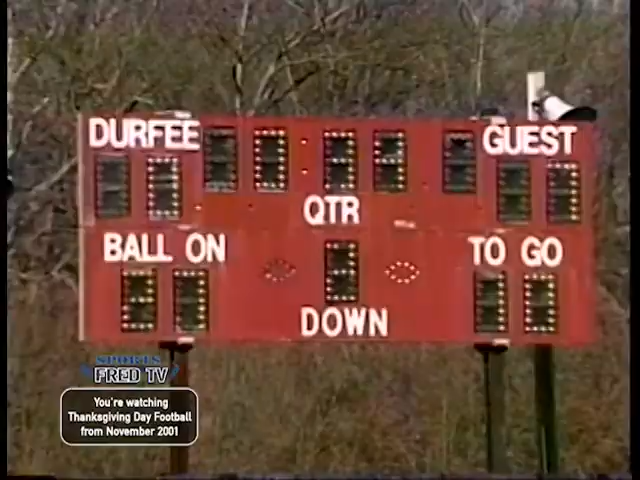 DURFEE GUEST
QTR
BALL ON TO GO
DOWN
SPORTS
FRED TV
You're watching
Thanksgiving Day Football
from November 2001